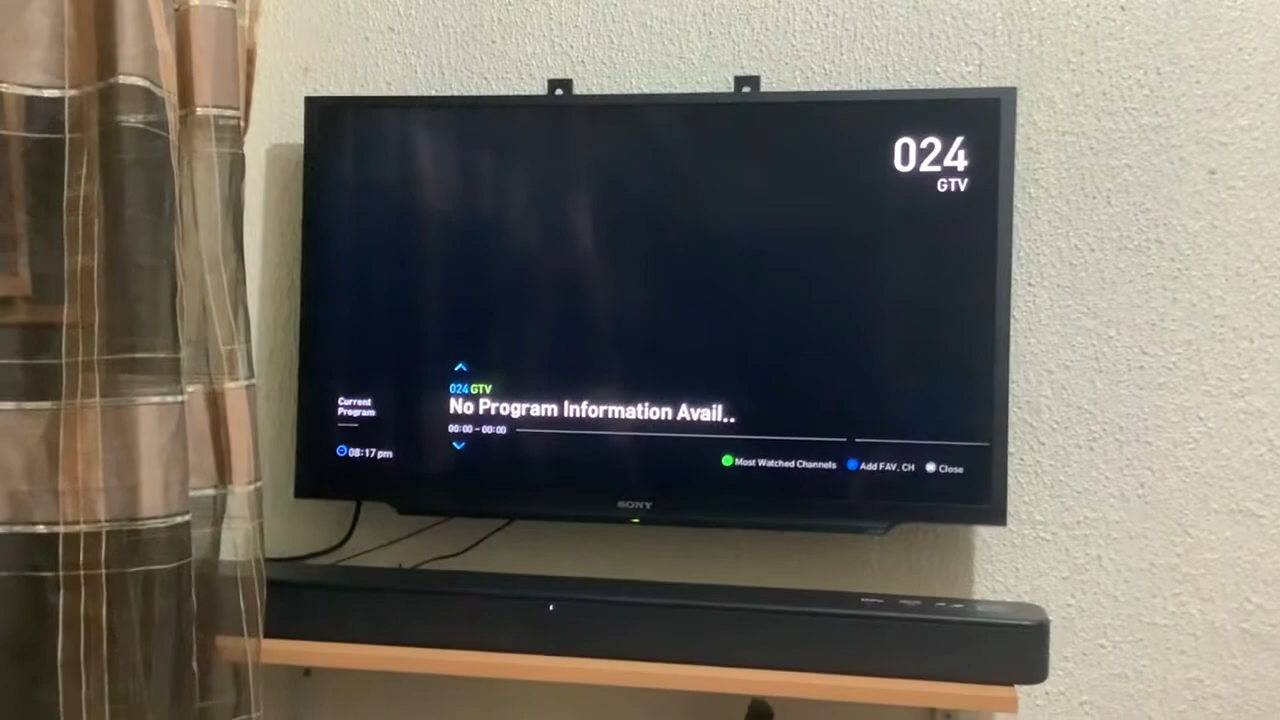 024
GTV
024 GTV
Current
Program
No Program Information Avail..
00:00 - 00:00
08:17 pm
Most Watched Channels
Add FAV. CH
Close
SONY